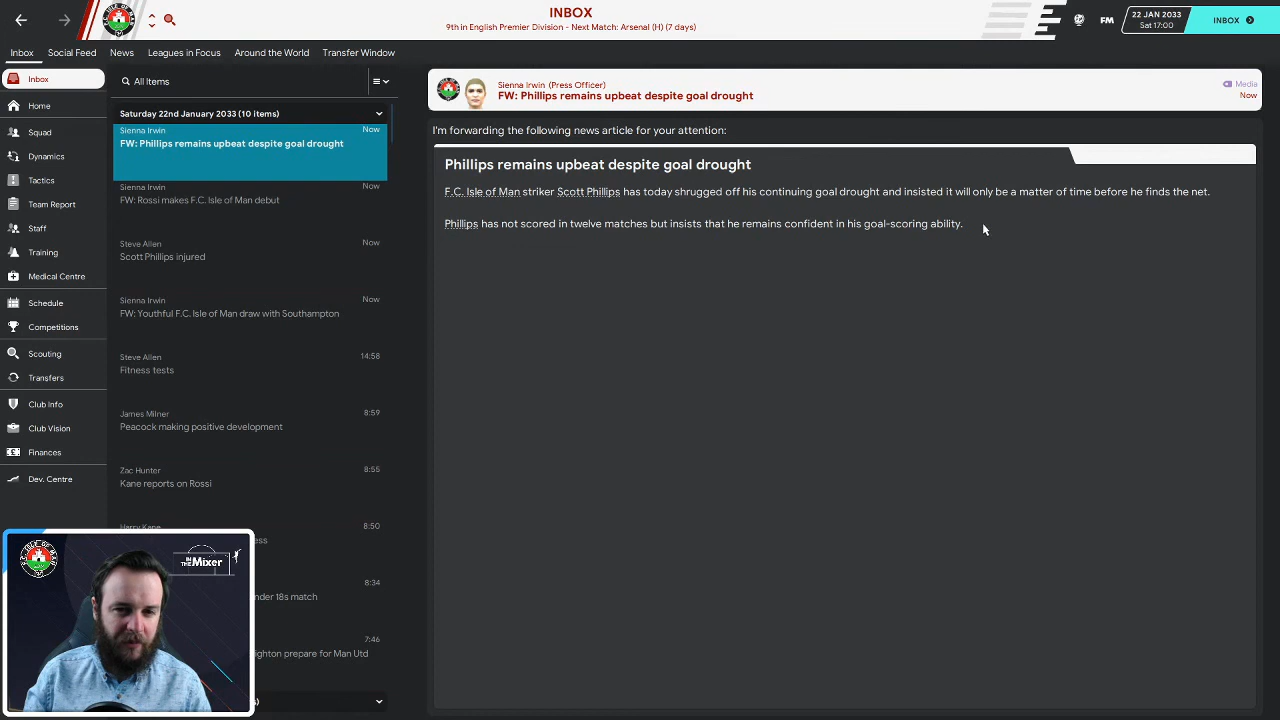 INBOX
9th in English Premier Division - Next Match: Arsenal (H) (7 days)
FM
22 JAN 2033
Sat 17:00
INBOX
Inbox
Social Feed
News
Leagues in Focus
Around the World
Transfer Window
Inbox
Home
Squad
Dynamics
Tactics
Team Report
Staff
Training
Medical Centre
Schedule
Competitions
Scouting
Transfers
Club Info
Club Vision
Finances
Dev. Centre
All Items
Saturday 22nd January 2033 (10 items)
Sienna Irwin Now
FW: Phillips remains upbeat despite goal drought
Sienna Irwin Now
FW: Rossi makes F.C. Isle of Man debut
Steve Allen Now
Scott Phillips injured
Sienna Irwin Now
FW: Youthful F.C. Isle of Man draw with Southampton
Steve Allen 14:58
Fitness tests
James Milner 8:59
Peacock making positive development
Zac Hunter 8:55
Kane reports on Rossi
Harry Kane 8:50
ess
8:34
nder 18s match
7:46
ighton prepare for Man Utd
s)
Sienna Irwin (Press Officer)
FW: Phillips remains upbeat despite goal drought
Media
Now
I'm forwarding the following news article for your attention:
Phillips remains upbeat despite goal drought
F.C. Isle of Man striker Scott Phillips has today shrugged off his continuing goal drought and insisted it will only be a matter of time before he finds the net.
Phillips has not scored in twelve matches but insists that he remains confident in his goal-scoring ability.
IN THE Mixer